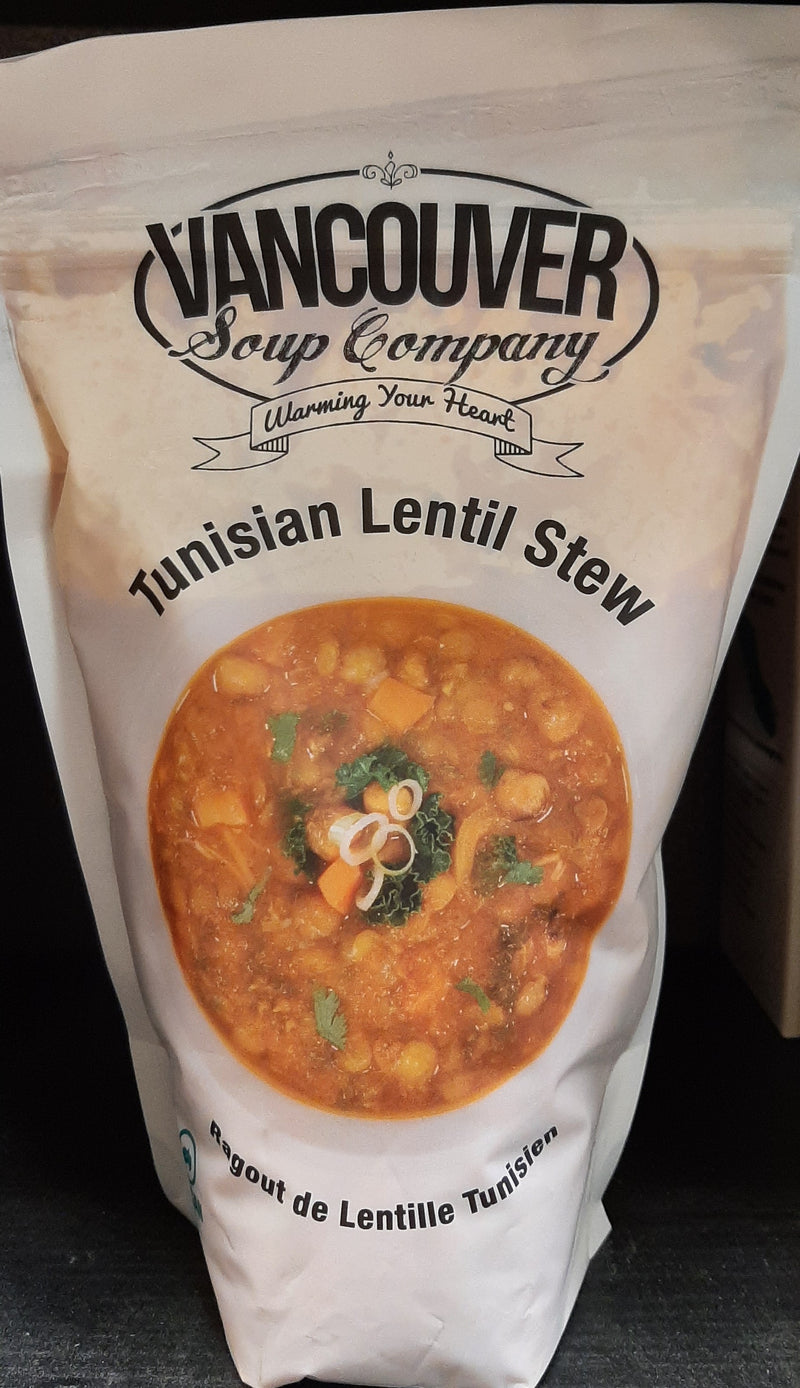 VANCOUVER
Soup Company
Warming Your Heart
Tunisian Lentil Stew
Ragout de Lentille Tunisien